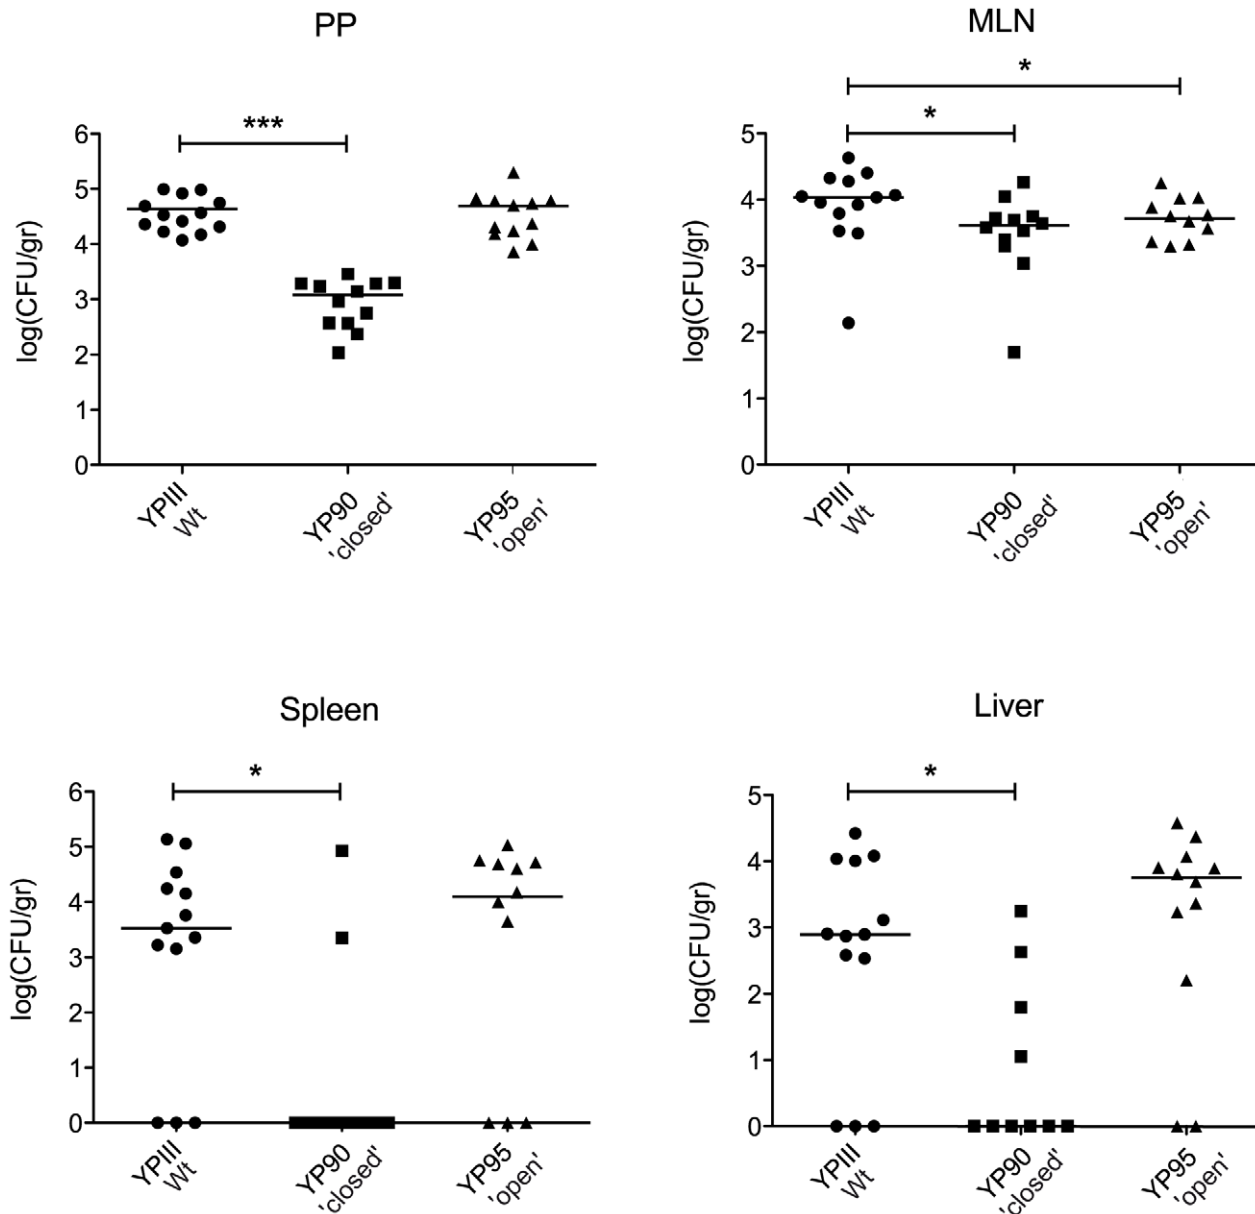 PP
***
log(CFU/gr)
6
5
4
3
2
1
0
YPIII
Wt
YP90
'closed'
YP95
'open'
MLN
*
*
log(CFU/gr)
5
4
3
2
1
0
YPIII
Wt
YP90
'closed'
YP95
'open'
Spleen
*
log(CFU/gr)
6
5
4
3
2
1
0
YPIII
Wt
YP90
'closed'
YP95
'open'
Liver
*
log(CFU/gr)
5
4
3
2
1
0
YPIII
Wt
YP90
'closed'
YP95
'open'